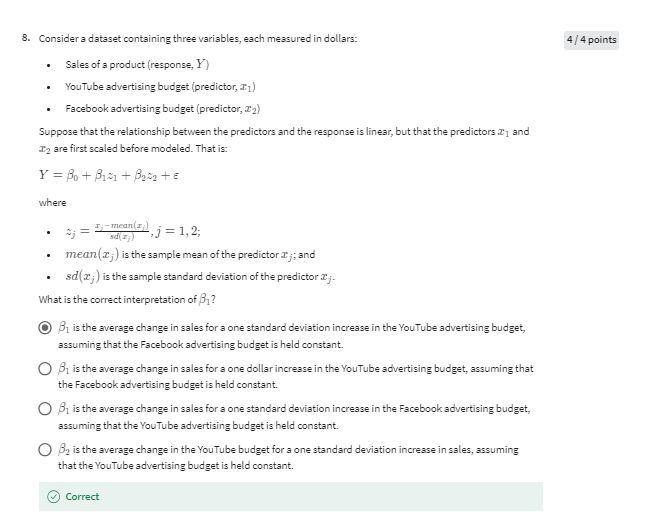 8. Consider a dataset containing three variables, each measured in dollars:
4 / 4 points
• Sales of a product (response, Y)
• YouTube advertising budget (predictor, x₁)
• Facebook advertising budget (predictor, x₂)
Suppose that the relationship between the predictors and the response is linear, but that the predictors x₁ and
x₂ are first scaled before modeled. That is:
Y = β₀ + β₁z₁ + β₂z₂ + ε
where
• zⱼ = (xⱼ−mean(xⱼ))/sd(xⱼ), j = 1, 2;
• mean(xⱼ) is the sample mean of the predictor xⱼ; and
• sd(xⱼ) is the sample standard deviation of the predictor xⱼ.
What is the correct interpretation of β₁?
β₁ is the average change in sales for a one standard deviation increase in the YouTube advertising budget,
assuming that the Facebook advertising budget is held constant.
β₁ is the average change in sales for a one dollar increase in the YouTube advertising budget, assuming that
the Facebook advertising budget is held constant.
β₁ is the average change in sales for a one standard deviation increase in the Facebook advertising budget,
assuming that the YouTube advertising budget is held constant.
β₂ is the average change in the YouTube budget for a one standard deviation increase in sales, assuming
that the YouTube advertising budget is held constant.
Correct